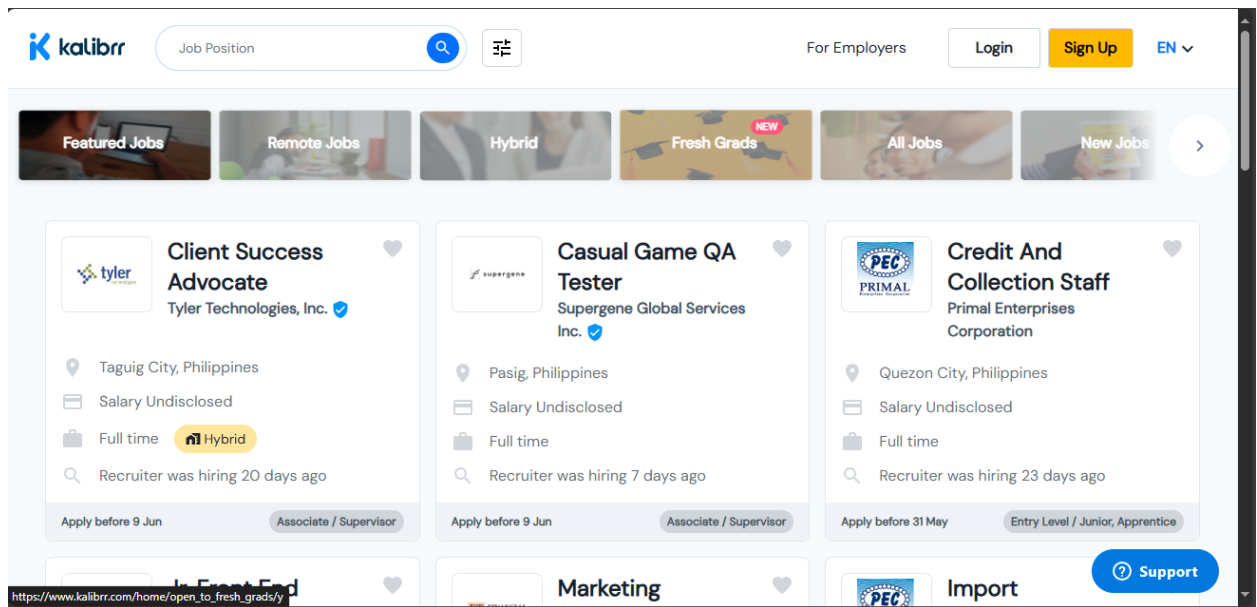 kalibrr
Job Position
For Employers
Login
Sign Up
EN
Featured Jobs
Remote Jobs
Hybrid
Fresh Grads
NEW
All Jobs
New Jobs
tyler
Client Success
Advocate
Tyler Technologies, Inc.
Taguig City, Philippines
Salary Undisclosed
Full time
Hybrid
Recruiter was hiring 20 days ago
Apply before 9 Jun
Associate / Supervisor
supergene
Casual Game QA
Tester
Supergene Global Services
Inc.
Pasig, Philippines
Salary Undisclosed
Full time
Recruiter was hiring 7 days ago
Apply before 9 Jun
Associate / Supervisor
PEC
PRIMAL
Credit And
Collection Staff
Primal Enterprises
Corporation
Quezon City, Philippines
Salary Undisclosed
Full time
Recruiter was hiring 23 days ago
Apply before 31 May
Entry Level / Junior, Apprentice
Jr. Front End
Marketing
PEC
Import
Support
https://www.kalibrr.com/home/open_to_fresh_grads/y